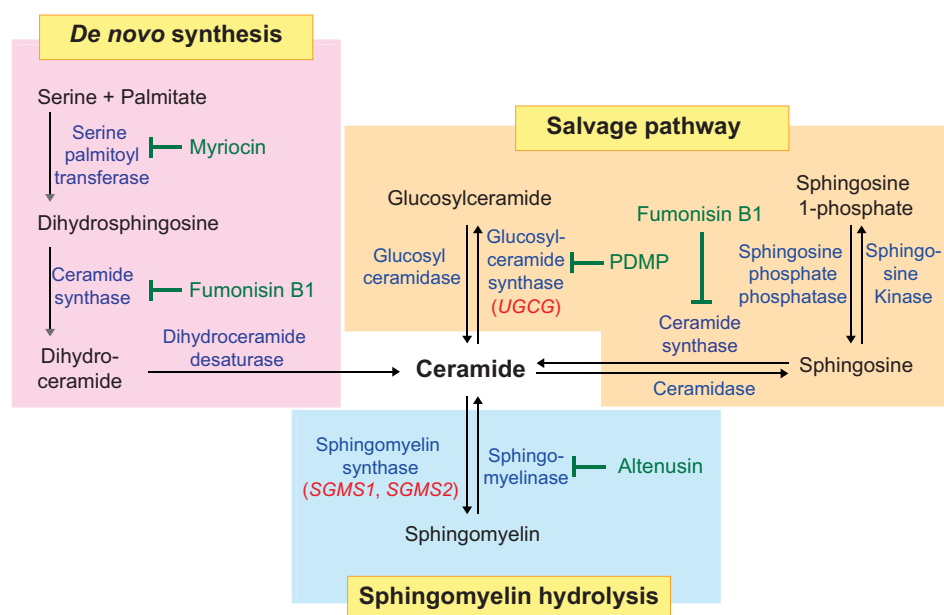 De novo synthesis
Serine + Palmitate
Serine
palmitoyl
transferase
Myriocin
Dihydrosphingosine
Ceramide
synthase
Fumonisin B1
Dihydro-
ceramide
Dihydroceramide
desaturase
Salvage pathway
Glucosylceramide
Glucosyl
ceramidase
Glucosyl-
ceramide
synthase
(UGCG)
PDMP
Fumonisin B1
Ceramide
synthase
Sphingosine
1-phosphate
Sphingosine
phosphate
phosphatase
Sphingo-
sine
Kinase
Ceramide
Sphingosine
Ceramidase
Sphingomyelin
synthase
(SGMS1, SGMS2)
Sphingo-
myelinase
Altenusin
Sphingomyelin
Sphingomyelin hydrolysis